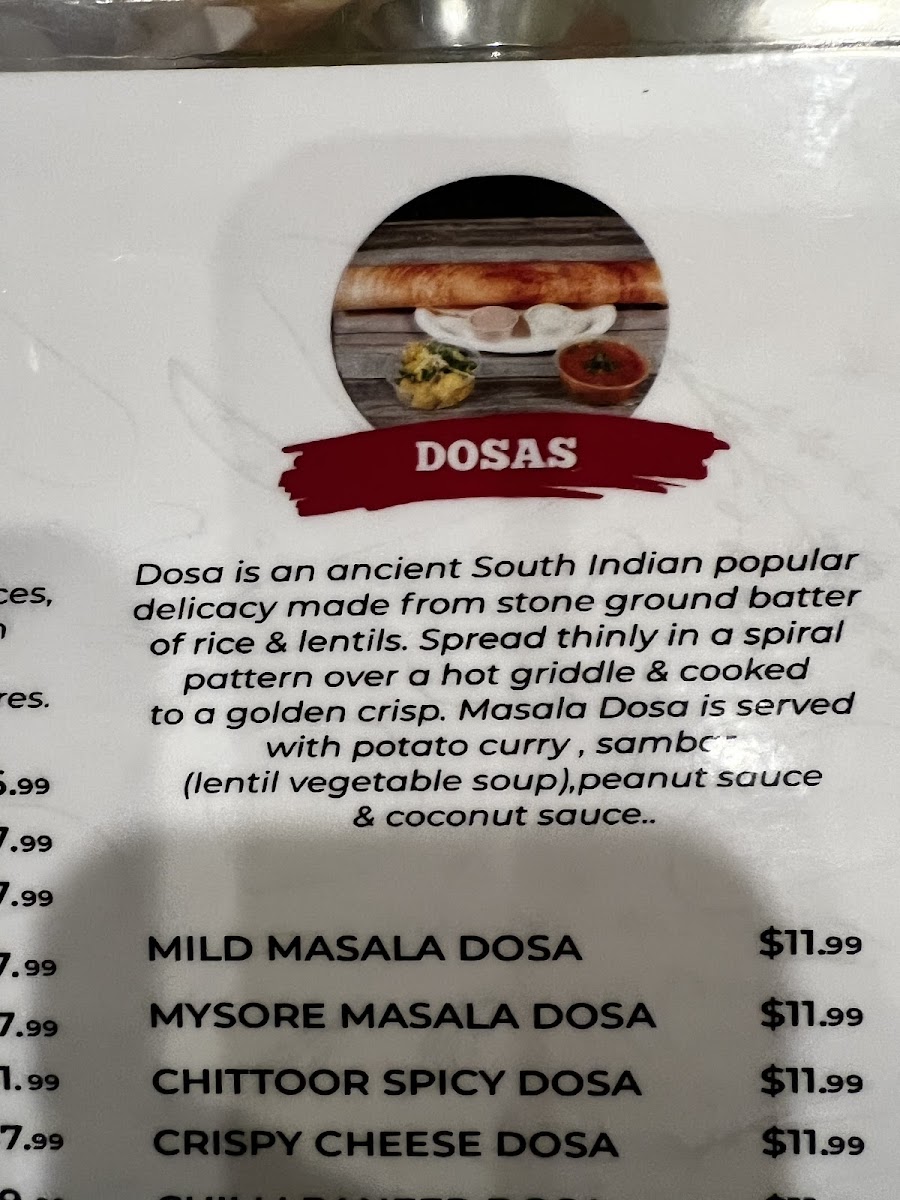 DOSAS
Dosa is an ancient South Indian popular
delicacy made from stone ground batter
of rice & lentils. Spread thinly in a spiral
pattern over a hot griddle & cooked
to a golden crisp. Masala Dosa is served
with potato curry , sambar
(lentil vegetable soup),peanut sauce
& coconut sauce..
MILD MASALA DOSA $11.99
MYSORE MASALA DOSA $11.99
CHITTOOR SPICY DOSA $11.99
CRISPY CHEESE DOSA $11.99